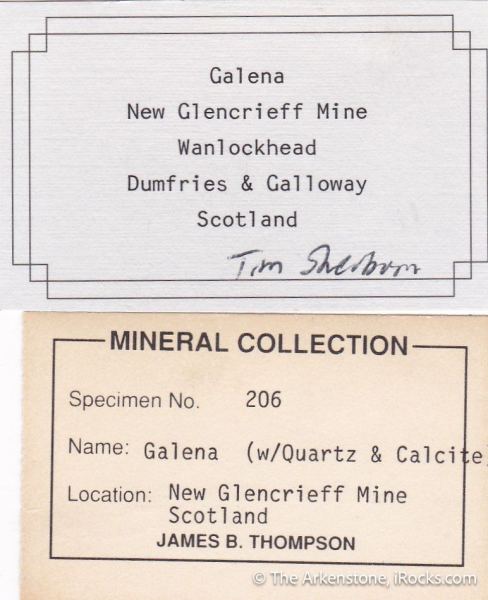 Galena
New Glencrieff Mine
Wanlockhead
Dumfries & Galloway
Scotland
Tim Sherburn
MINERAL COLLECTION
Specimen No. 206
Name: Galena (w/Quartz & Calcite)
Location: New Glencrieff Mine
Scotland
JAMES B. THOMPSON
© The Arkenstone, iRocks.com